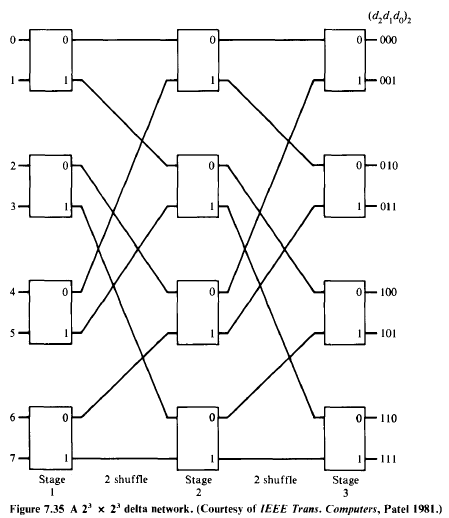 (d₂d₁d₀)₂
0 0 0 0 000
1 1 1 1 001
2 0 0 0 010
3 1 1 1 011
4 0 0 0 100
5 1 1 1 101
6 0 0 0 110
7 1 1 1 111
Stage 2 shuffle Stage 2 shuffle Stage
1 2 3
Figure 7.35 A 2³ × 2³ delta network. (Courtesy of IEEE Trans. Computers, Patel 1981.)